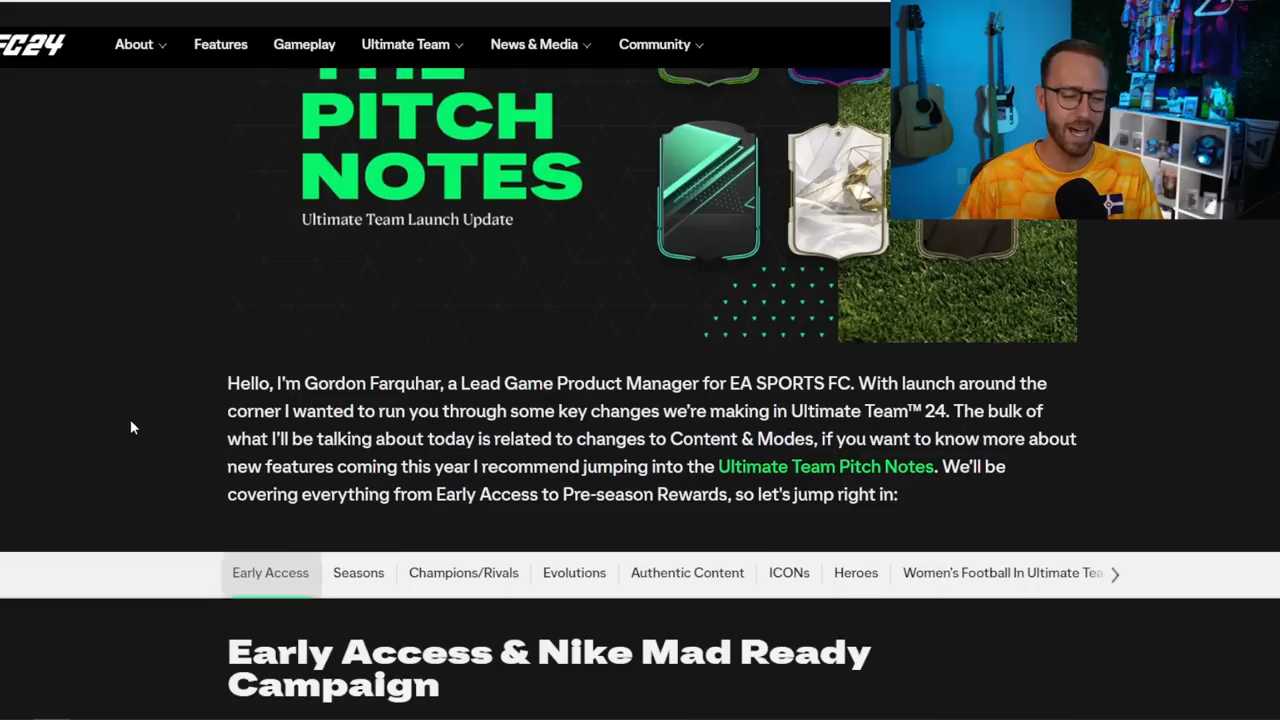 FC24
About
Features
Gameplay
Ultimate Team
News & Media
Community
PITCH
NOTES
Ultimate Team Launch Update
Hello, I'm Gordon Farquhar, a Lead Game Product Manager for EA SPORTS FC. With launch around the
corner I wanted to run you through some key changes we're making in Ultimate Team™ 24. The bulk of
what I'll be talking about today is related to changes to Content & Modes, if you want to know more about
new features coming this year I recommend jumping into the Ultimate Team Pitch Notes. We'll be
covering everything from Early Access to Pre-season Rewards, so let's jump right in:
Early Access
Seasons
Champions/Rivals
Evolutions
Authentic Content
ICONs
Heroes
Women's Football In Ultimate Tea
Early Access & Nike Mad Ready
Campaign